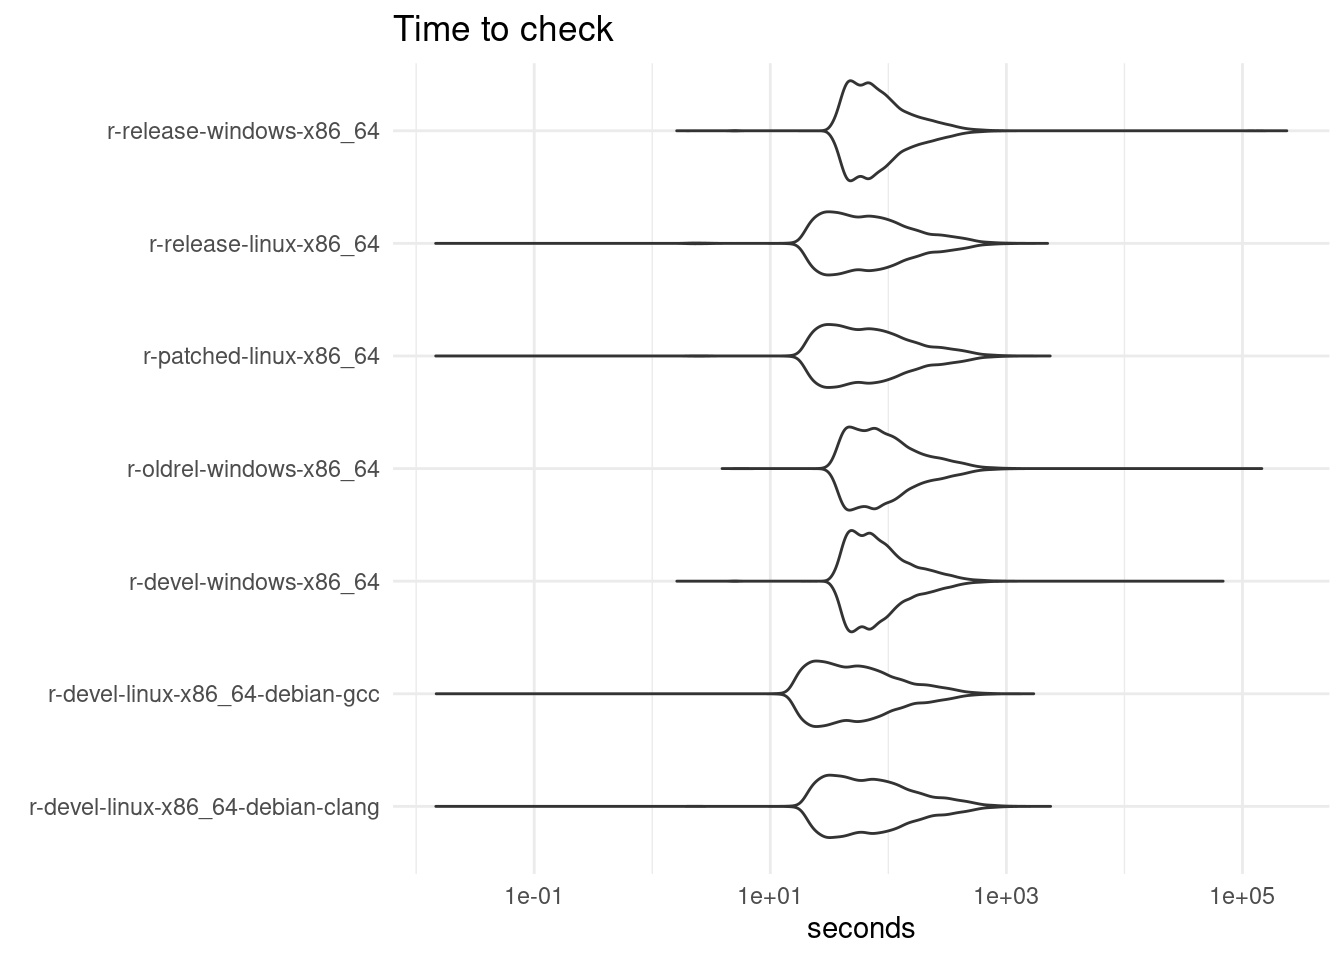 Time to check
r-release-windows-x86_64
r-release-linux-x86_64
r-patched-linux-x86_64
r-oldrel-windows-x86_64
r-devel-windows-x86_64
r-devel-linux-x86_64-debian-gcc
r-devel-linux-x86_64-debian-clang
1e-01 1e+01 1e+03 1e+05
seconds